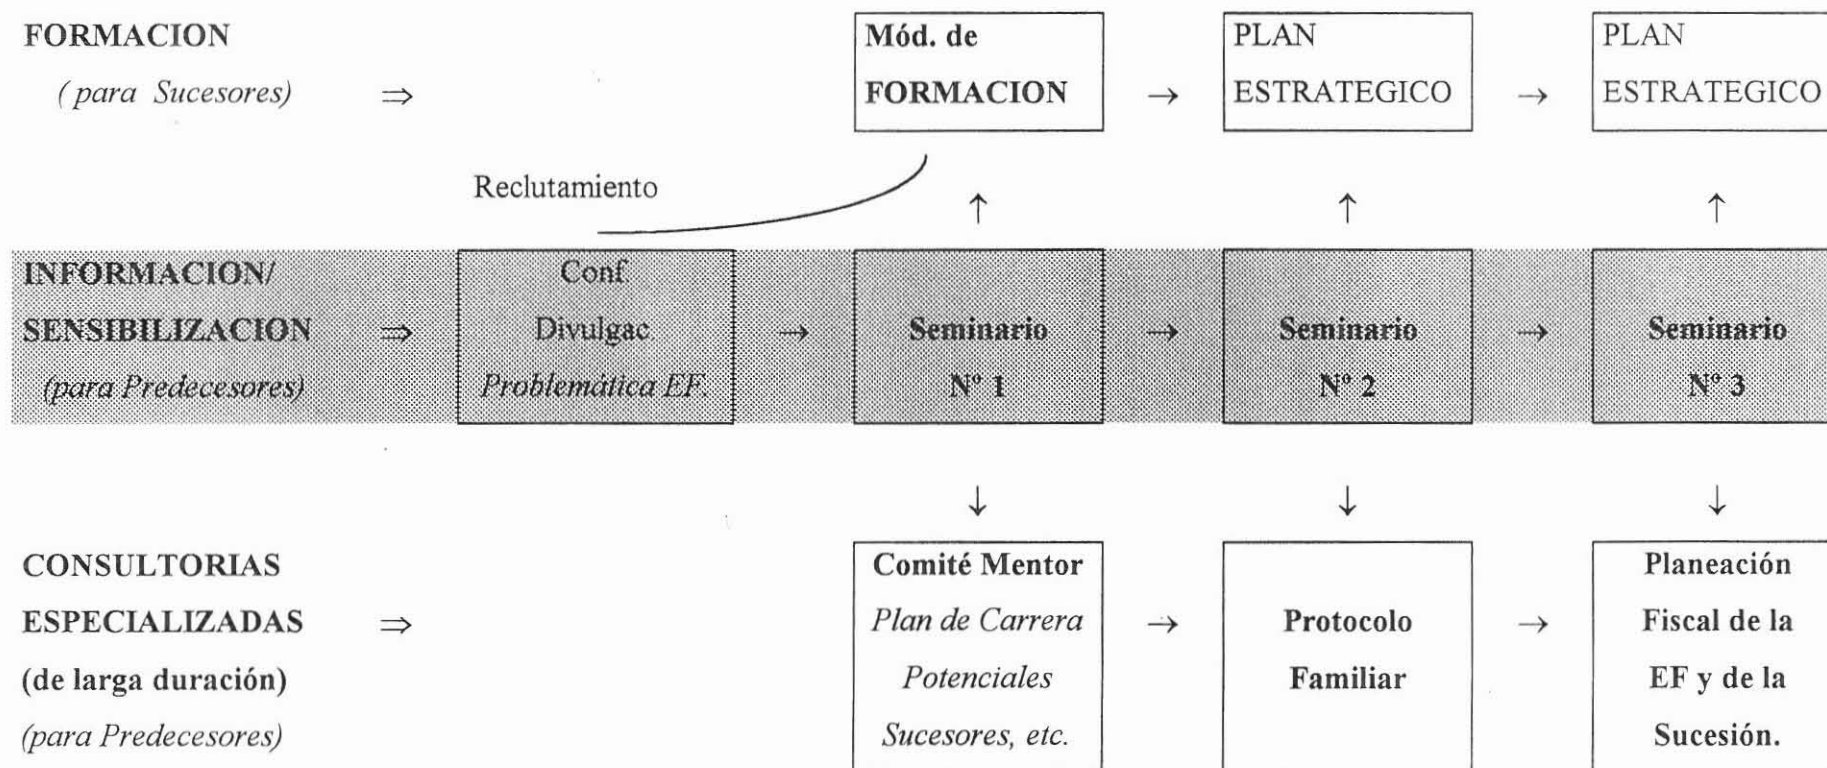 FORMACION
( para Sucesores) ⇒
Mód. de
FORMACION →
PLAN
ESTRATEGICO →
PLAN
ESTRATEGICO
Reclutamiento
↑ ↑ ↑
INFORMACION/
SENSIBILIZACION ⇒
(para Predecesores)
Conf.
Divulgac.
Problemática EF.
→
Seminario
Nº 1
→
Seminario
Nº 2
→
Seminario
Nº 3
↓ ↓ ↓
CONSULTORIAS
ESPECIALIZADAS ⇒
(de larga duración)
(para Predecesores)
Comité Mentor
Plan de Carrera
Potenciales
Sucesores, etc.
→
Protocolo
Familiar
→
Planeación
Fiscal de la
EF y de la
Sucesión.